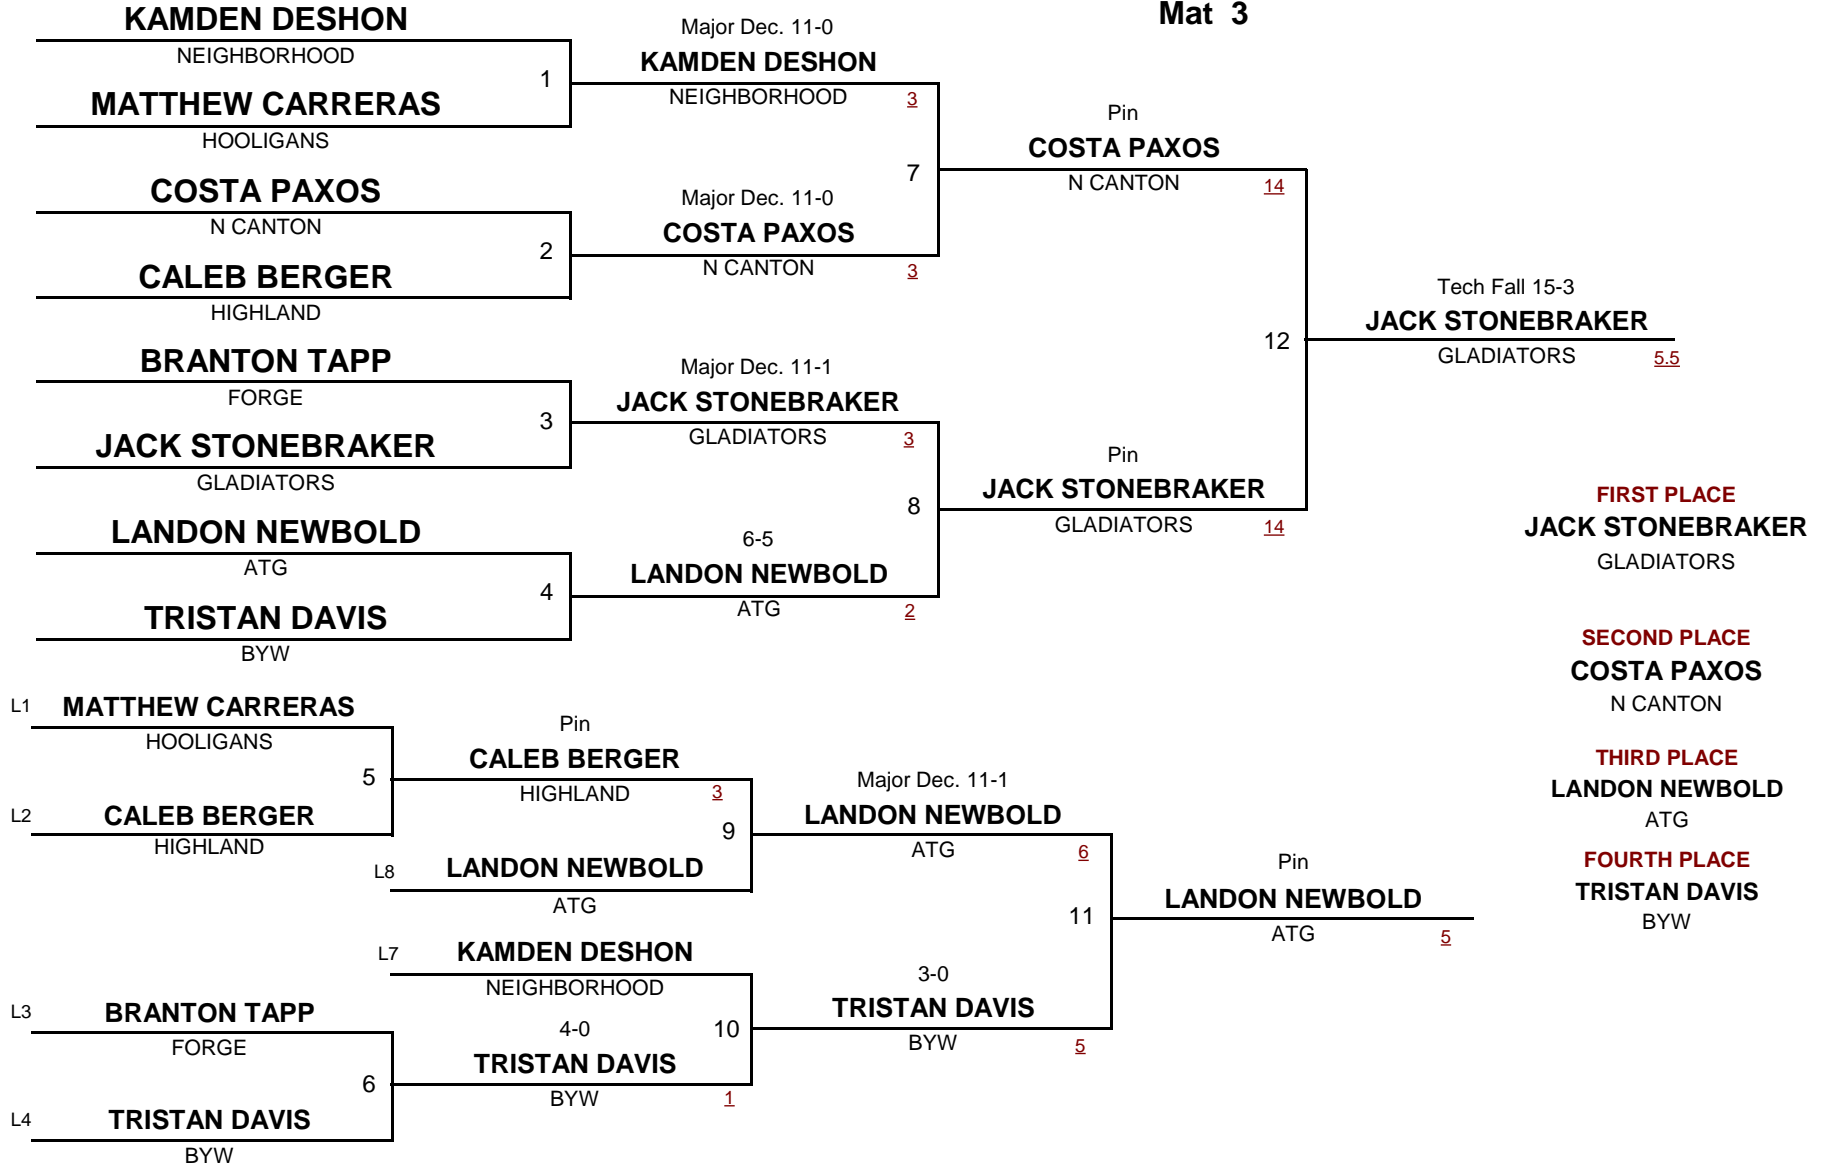 Mat 3
KAMDEN DESHON
NEIGHBORHOOD
1
MATTHEW CARRERAS
HOOLIGANS
COSTA PAXOS
N CANTON
2
CALEB BERGER
HIGHLAND
BRANTON TAPP
FORGE
3
JACK STONEBRAKER
GLADIATORS
LANDON NEWBOLD
ATG
4
TRISTAN DAVIS
BYW
Major Dec. 11-0
KAMDEN DESHON
NEIGHBORHOOD 3
7
Major Dec. 11-0
COSTA PAXOS
N CANTON 3
Major Dec. 11-1
JACK STONEBRAKER
GLADIATORS 3
8
6-5
LANDON NEWBOLD
ATG 2
Pin
COSTA PAXOS
N CANTON 14
12
Pin
JACK STONEBRAKER
GLADIATORS 14
Tech Fall 15-3
JACK STONEBRAKER
GLADIATORS 5.5
FIRST PLACE
JACK STONEBRAKER
GLADIATORS
SECOND PLACE
COSTA PAXOS
N CANTON
THIRD PLACE
LANDON NEWBOLD
ATG
FOURTH PLACE
TRISTAN DAVIS
BYW
L1 MATTHEW CARRERAS
HOOLIGANS
5
L2 CALEB BERGER
HIGHLAND
L3 BRANTON TAPP
FORGE
6
L4 TRISTAN DAVIS
BYW
Pin
CALEB BERGER
HIGHLAND 3
9
L8 LANDON NEWBOLD
ATG
L7 KAMDEN DESHON
NEIGHBORHOOD
10
4-0
TRISTAN DAVIS
BYW 1
Major Dec. 11-1
LANDON NEWBOLD
ATG 6
11
3-0
TRISTAN DAVIS
BYW 5
Pin
LANDON NEWBOLD
ATG 5